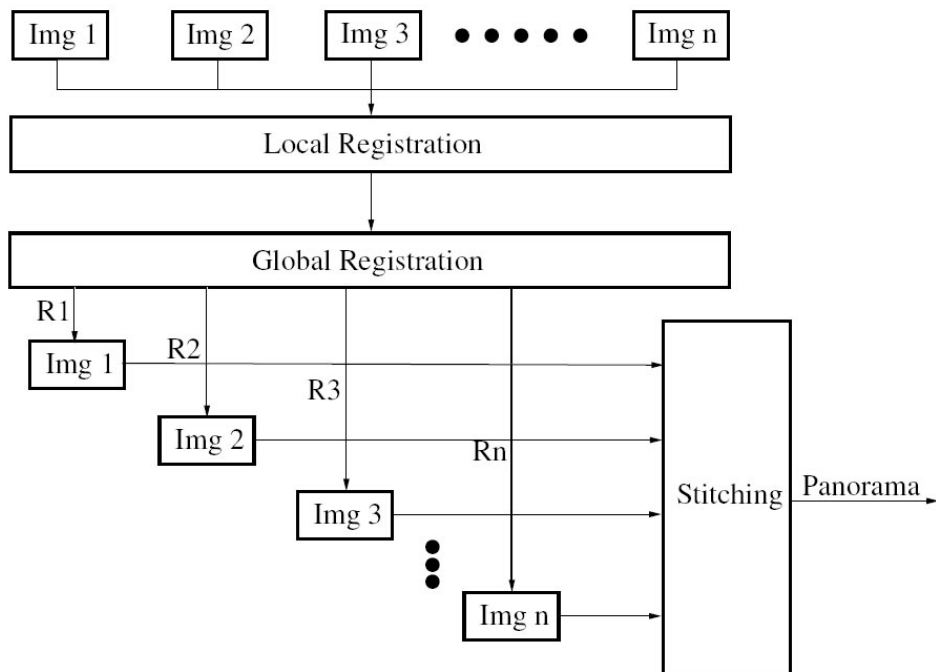 Img 1
Img 2
Img 3
Img n
Local Registration
Global Registration
R1
Img 1
R2
Img 2
R3
Img 3
Rn
Img n
Stitching
Panorama